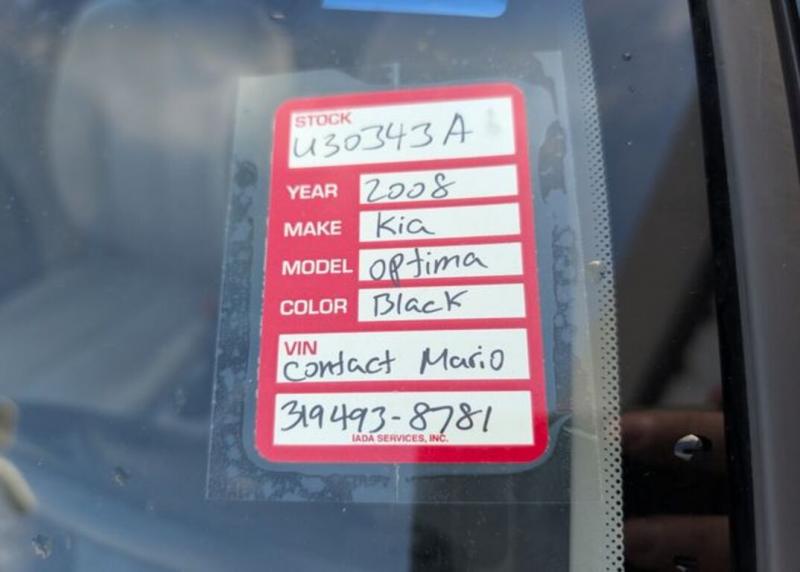 STOCK
U30343A
YEAR 2008
MAKE Kia
MODEL optima
COLOR Black
VIN
contact Mario
319493-8781
IADA SERVICES, INC.